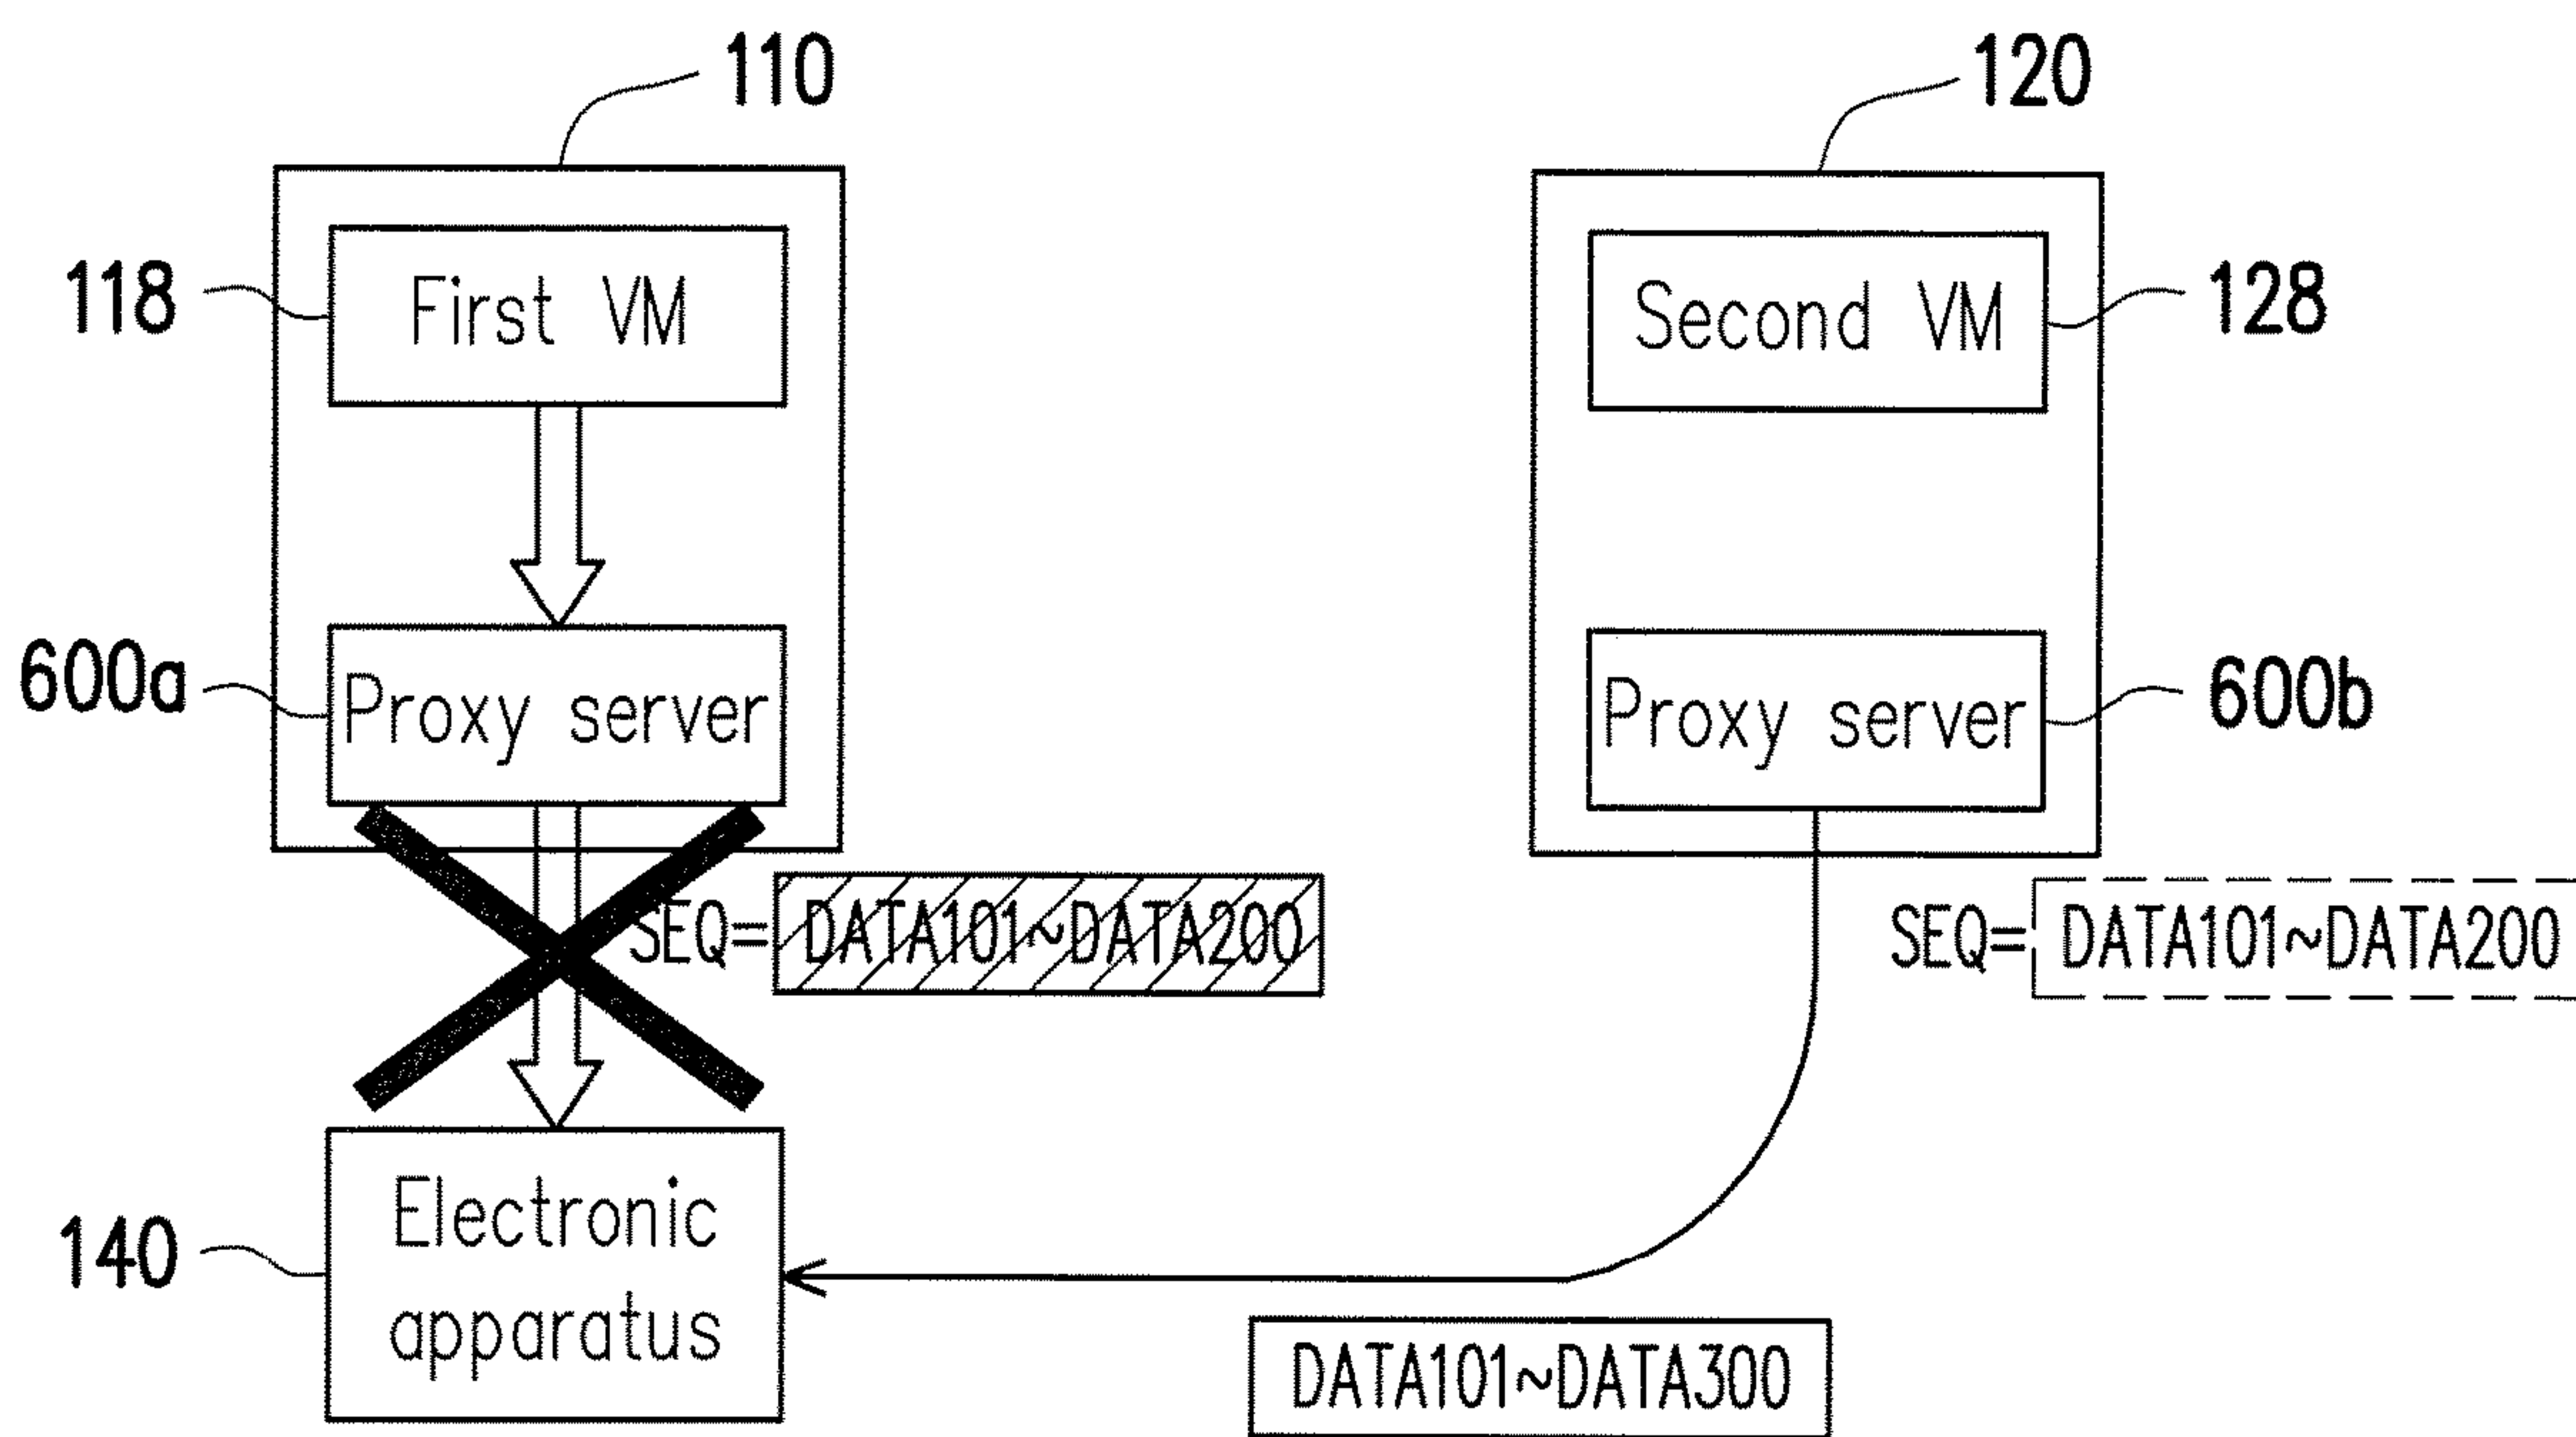 110
120
118
First VM
Second VM
128
600a
Proxy server
Proxy server
600b
SEQ= DATA101~DATA200
SEQ= DATA101~DATA200
140
Electronic
apparatus
DATA101~DATA300